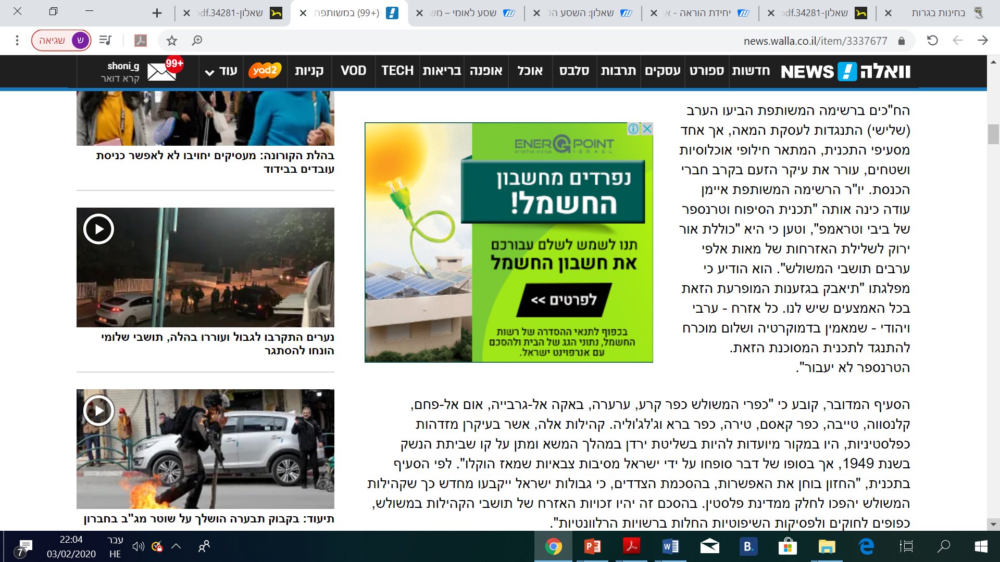 בחינות בגרות
שאלון-34281.pdf
יחידת הוראה - א
שאלון: השסע הל
שסע לאומי – מש
(99+) במשותפת
שאלון-34281.pdf
news.walla.co.il/item/3337677
ש
שגיאה
וואלה! NEWS
חדשות
ספורט
עסקים
תרבות
סלבס
אוכל
אופנה
בריאות
TECH
VOD
קניות
yad2
עוד
99+
shoni_g
קרא דואר
הח"כים ברשימה המשותפת הביעו הערב
(שלישי) התנגדות לעסקת המאה, אך אחד
מסעיפי התכנית, המתאר חילופי אוכלוסיות
ושטחים, עורר את עיקר הזעם בקרב חברי
הכנסת. יו"ר הרשימה המשותפת איימן
עודה כינה אותה "תכנית הסיפוח וטרנספר
של ביבי וטראמפ", וטען כי היא "כוללת אור
ירוק לשלילת האזרחות של מאות אלפי
ערבים תושבי המשולש". הוא הודיע כי
מפלגתו "תיאבק בגזענות המופרעת הזאת
בכל האמצעים שיש לנו. כל אזרח - ערבי
ויהודי - שמאמין בדמוקרטיה ושלום מוכרח
להתנגד לתכנית המסוכנת הזאת.
הטרנספר לא יעבור".
הסעיף המדובר, קובע כי "כפרי המשולש כפר קרע, ערערה, באקה אל-גרבייה, אום אל-פחם,
קלנסווה, טייבה, כפר קאסם, טירה, כפר ברא וג'לג'וליה. קהילות אלה, אשר בעיקרן מזדהות
כפלסטיניות, היו במקור מיועדות להיות בשליטת ירדן במהלך המשא ומתן על קו שביתת הנשק
בשנת 1949, אך בסופו של דבר סופחו על ידי ישראל מסיבות צבאיות שמאז הוקלו". לפי הסעיף
בתכנית, "החזון בוחן את האפשרות, בהסכמת הצדדים, כי גבולות ישראל ייקבעו מחדש כך שקהילות
המשולש יהפכו לחלק ממדינת פלסטין. בהסכם זה יהיו זכויות האזרח של תושבי הקהילות במשולש,
כפופים לחוקים ולפסיקות השיפוטיות החלות ברשויות הרלוונטיות".
ENERGPOINT
ISRAEL אנרגיה סולארית
נפרדים מחשבון
החשמל!
תנו לשמש לשלם עבורכם
את חשבון החשמל
לפרטים >>
בכפוף לתנאי ההסדרה של רשות
החשמל, נתוני הגג של הבית ולהסכם
עם אנרפוינט ישראל.
בהלת הקורונה: מעסיקים יחויבו לא לאפשר כניסת
עובדים בבידוד
נערים התקרבו לגבול ועוררו בהלה, תושבי שלומי
הונחו להסתגר
תיעוד: בקבוק תבערה הושלך על שוטר מג"ב בחברון
B.
עבר
HE
22:04
03/02/2020
7